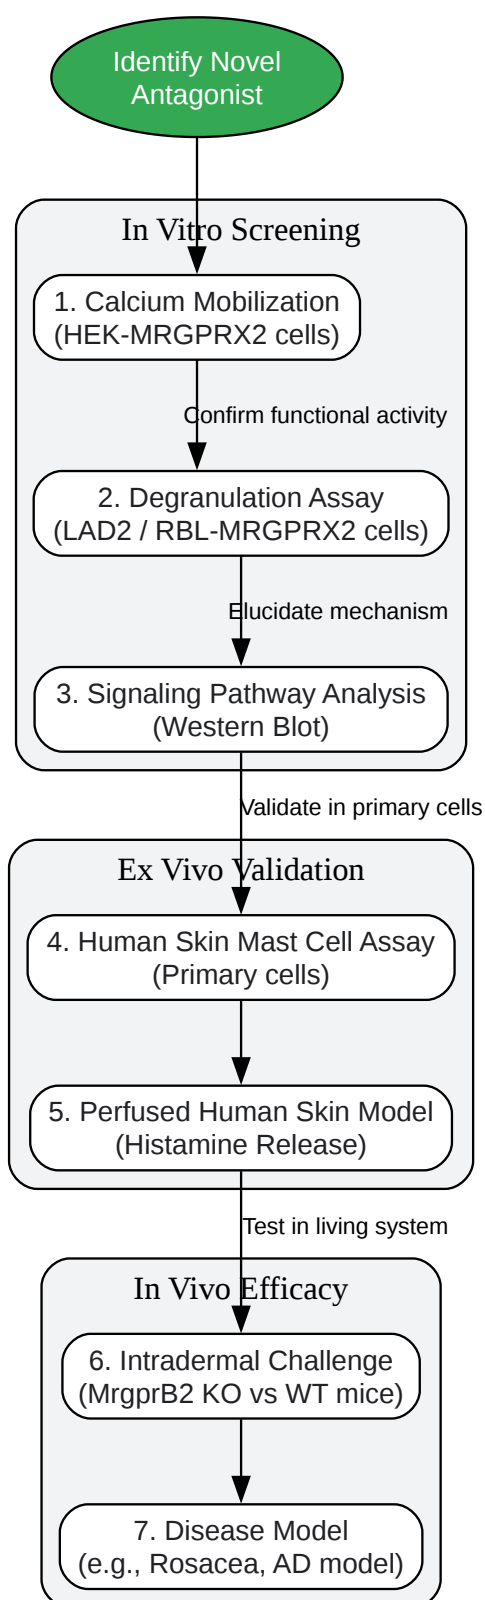 Identify Novel
Antagonist
In Vitro Screening
1. Calcium Mobilization
(HEK-MRGPRX2 cells)
Confirm functional activity
2. Degranulation Assay
(LAD2 / RBL-MRGPRX2 cells)
Elucidate mechanism
3. Signaling Pathway Analysis
(Western Blot)
Validate in primary cells
Ex Vivo Validation
4. Human Skin Mast Cell Assay
(Primary cells)
5. Perfused Human Skin Model
(Histamine Release)
Test in living system
In Vivo Efficacy
6. Intradermal Challenge
(MrgprB2 KO vs WT mice)
7. Disease Model
(e.g., Rosacea, AD model)